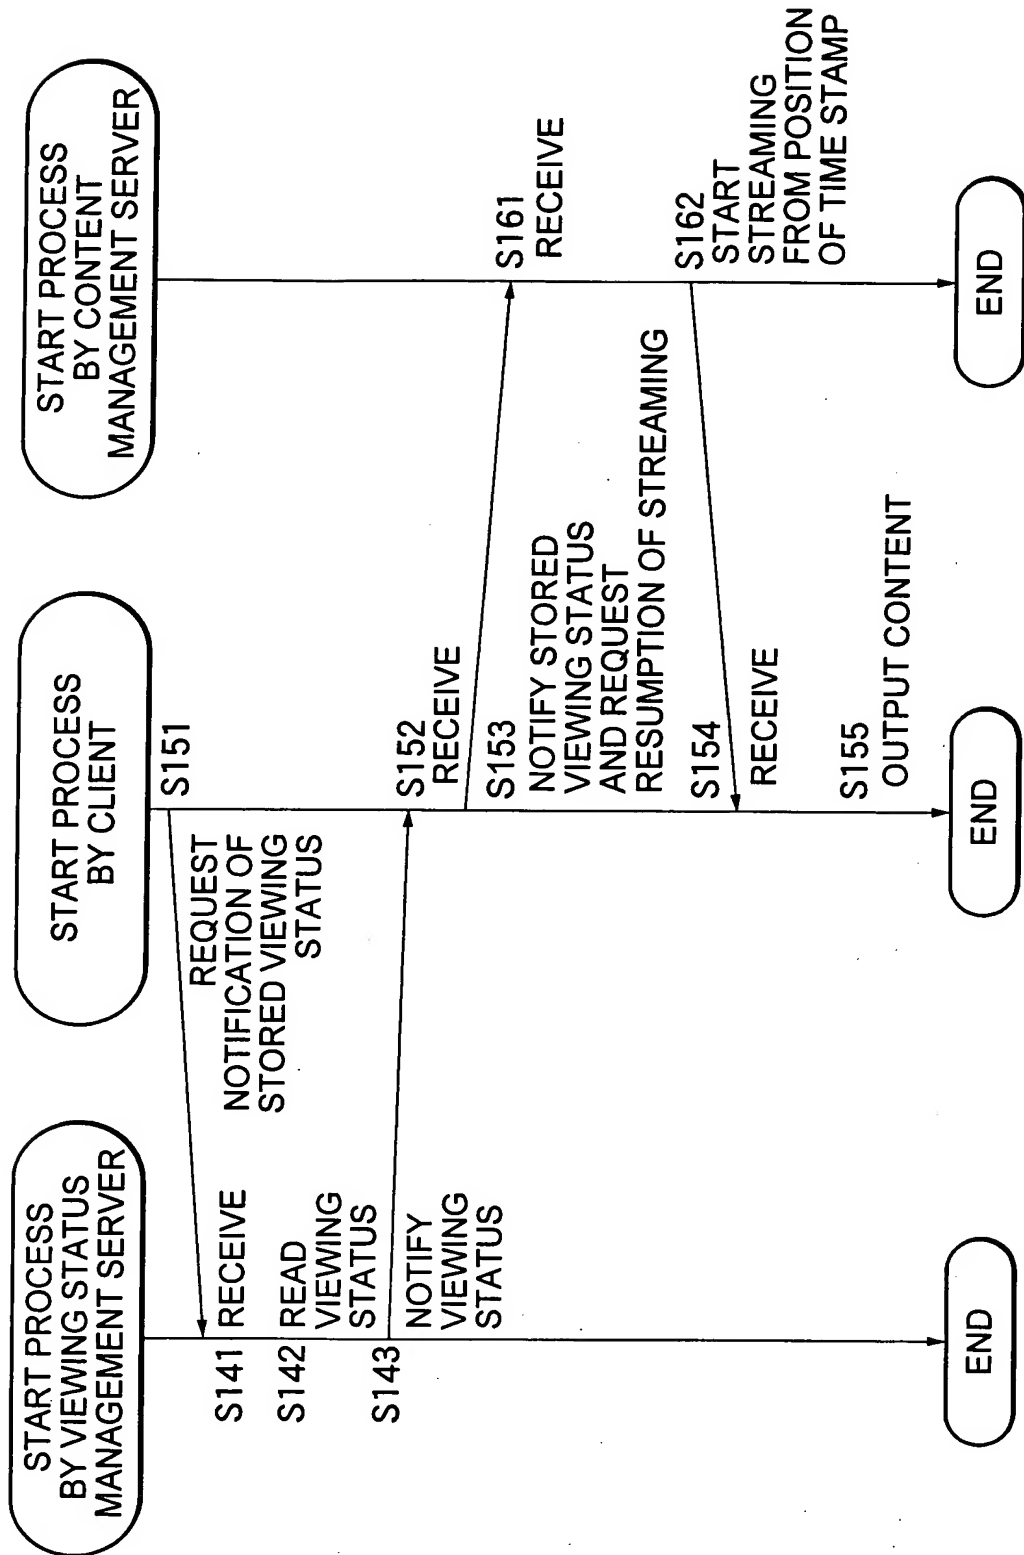 START PROCESS
BY VIEWING STATUS
MANAGEMENT SERVER
S141 RECEIVE
S142 READ
VIEWING
STATUS
S143
NOTIFY
VIEWING
STATUS
END
START PROCESS
BY CLIENT
S151
REQUEST
NOTIFICATION OF
STORED VIEWING
STATUS
S152
RECEIVE
S153
NOTIFY STORED
VIEWING STATUS
AND REQUEST
RESUMPTION OF STREAMING
S154
RECEIVE
S155
OUTPUT CONTENT
END
START PROCESS
BY CONTENT
MANAGEMENT SERVER
S161
RECEIVE
S162
START
STREAMING
FROM POSITION
OF TIME STAMP
END